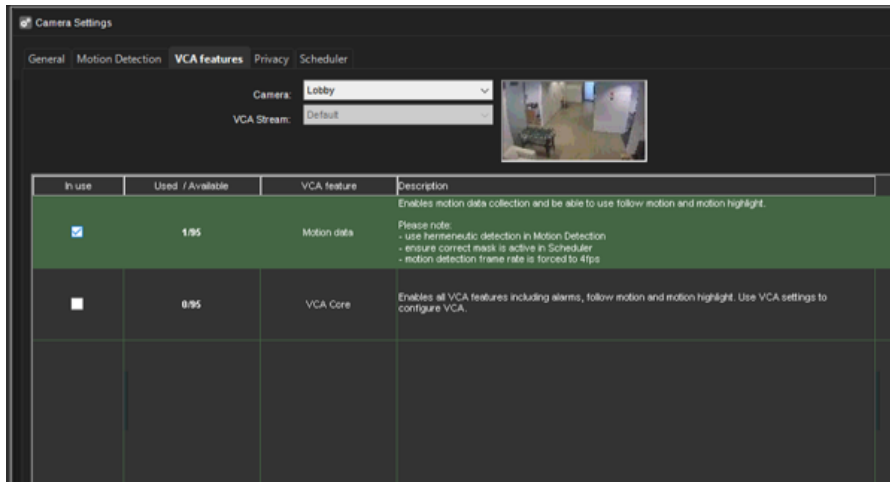 Camera Settings
General Motion Detection VCA features Privacy Scheduler
Camera: Lobby
VCA Stream: Default
In use Used / Available VCA feature Description
Enables motion data collection and be able to use follow motion and motion highlight.
Please note:
1/95 Motion data
- use hermeneutic detection in Motion Detection
- ensure correct mask is active in Scheduler
- motion detection frame rate is forced to 4fps
0/95 VCA Core
Enables all VCA features including alarms, follow motion and motion highlight. Use VCA settings to
configure VCA.